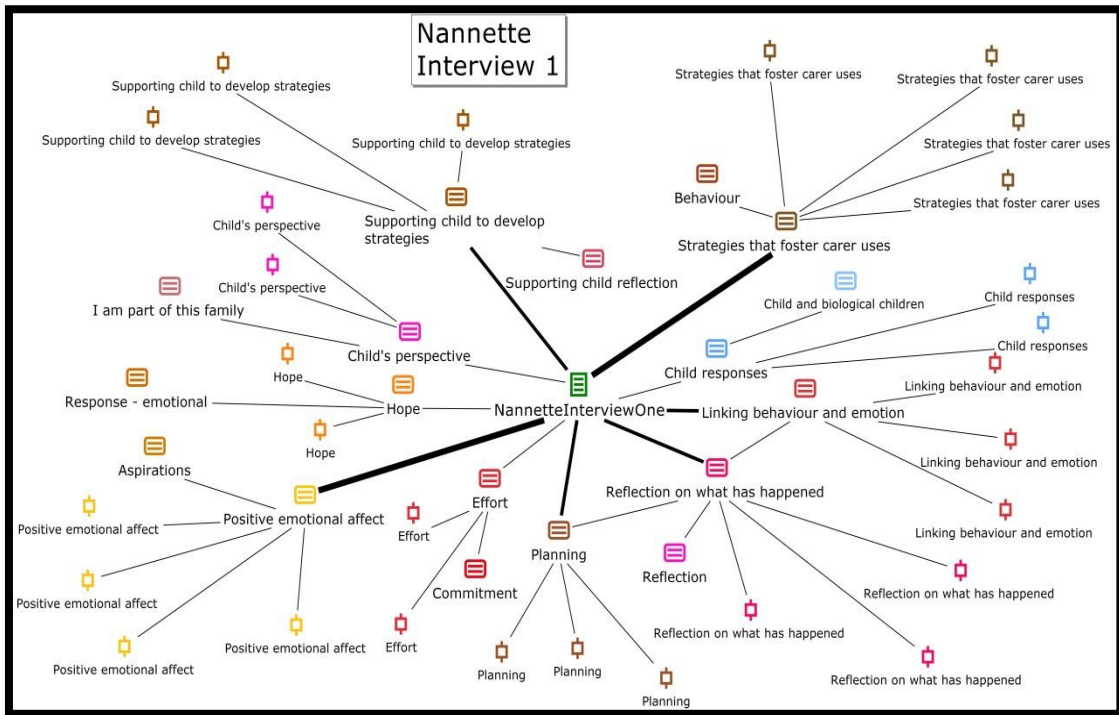 Nannette
Interview 1
Supporting child to develop strategies
Supporting child to develop strategies
Supporting child to develop strategies
Supporting child to develop
strategies
Supporting child reflection
Strategies that foster carer uses
Strategies that foster carer uses
Strategies that foster carer uses
Strategies that foster carer uses
Behaviour
Strategies that foster carer uses
Child's perspective
Child's perspective
I am part of this family
Child's perspective
Child and biological children
Child responses
Child responses
Child responses
Hope
Response - emotional
Hope
Hope
NannetteInterviewOne
Linking behaviour and emotion
Linking behaviour and emotion
Linking behaviour and emotion
Linking behaviour and emotion
Aspirations
Positive emotional affect
Positive emotional affect
Positive emotional affect
Positive emotional affect
Positive emotional affect
Effort
Effort
Commitment
Effort
Planning
Planning
Planning
Planning
Reflection on what has happened
Reflection
Reflection on what has happened
Reflection on what has happened
Reflection on what has happened